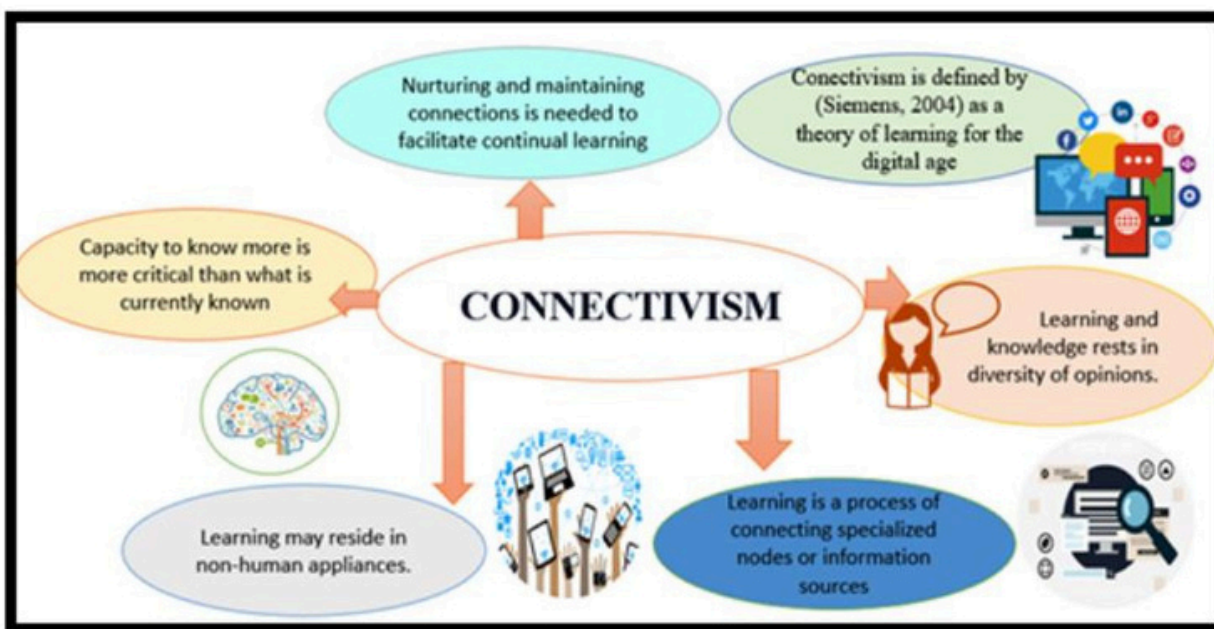 Nurturing and maintaining
connections is needed to
facilitate continual learning
Conectivism is defined by
(Siemens, 2004) as a
theory of learning for the
digital age
Capacity to know more is
more critical than what is
currently known
CONNECTIVISM
Learning and
knowledge rests in
diversity of opinions.
Learning may reside in
non-human appliances.
Learning is a process of
connecting specialized
nodes or information
sources